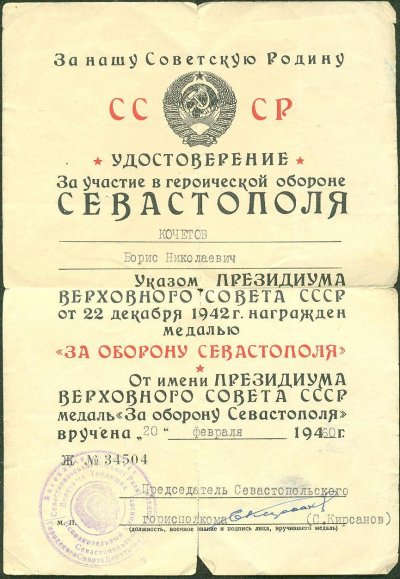 За нашу Советскую Родину
СС СР
УДОСТОВЕРЕНИЕ
За участие в героической обороне
СЕВАСТОПОЛЯ
КОЧЕТОВ
Борис Николаевич
Указом ПРЕЗИДИУМА
ВЕРХОВНОГО СОВЕТА СССР
от 22 декабря 1942 г. награжден
медалью
«ЗА ОБОРОНУ СЕВАСТОПОЛЯ»
От имени ПРЕЗИДИУМА
ВЕРХОВНОГО СОВЕТА СССР
медаль «За оборону Севастополя»
вручена „20" февраля 1960 г.
Ж № 34504
Председатель Севастопольского
горисполкома (С.Кирсанов)
М. П.
(должность, военное звание и подпись лица, вручившего медаль)